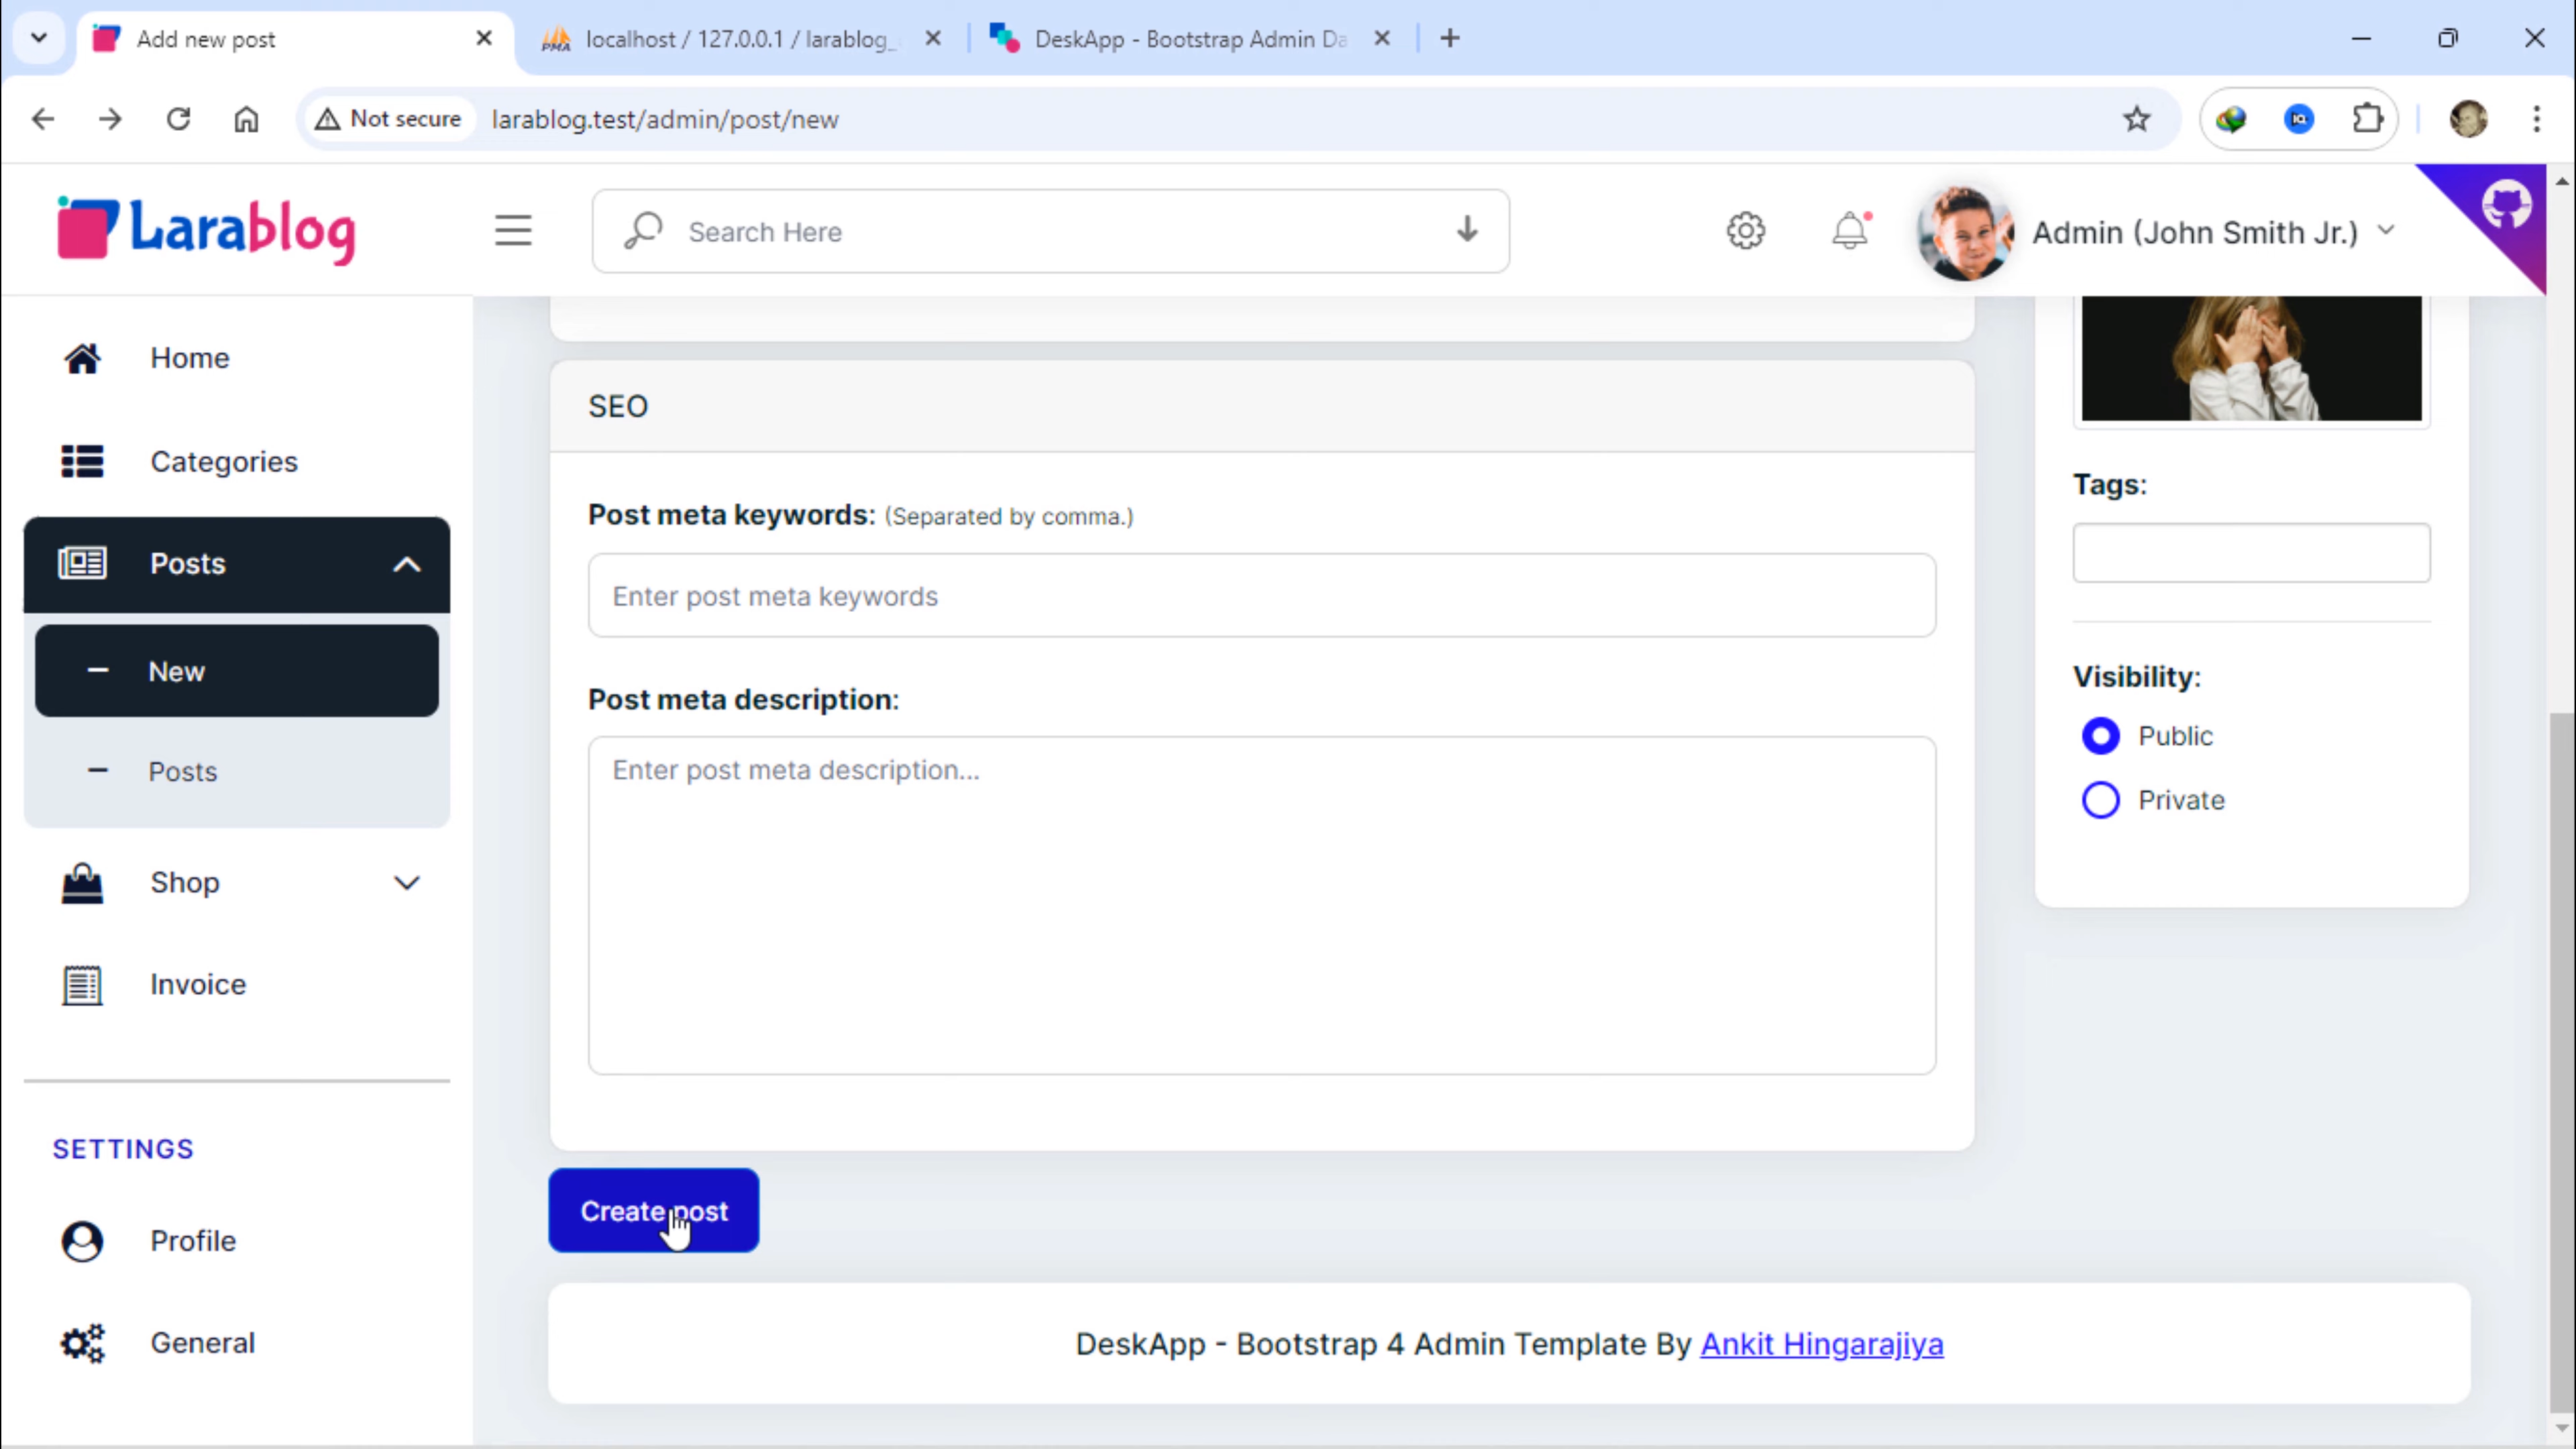 Add new post
localhost / 127.0.0.1 / larablog_
DeskApp - Bootstrap Admin Da
Not secure
larablog.test/admin/post/new
Larablog
Search Here
Admin (John Smith Jr.)
Home
Categories
Posts
New
Posts
Shop
Invoice
SETTINGS
Profile
General
SEO
Post meta keywords: (Separated by comma.)
Enter post meta keywords
Post meta description:
Enter post meta description...
Create post
Tags:
Visibility:
Public
Private
DeskApp - Bootstrap 4 Admin Template By Ankit Hingarajiya